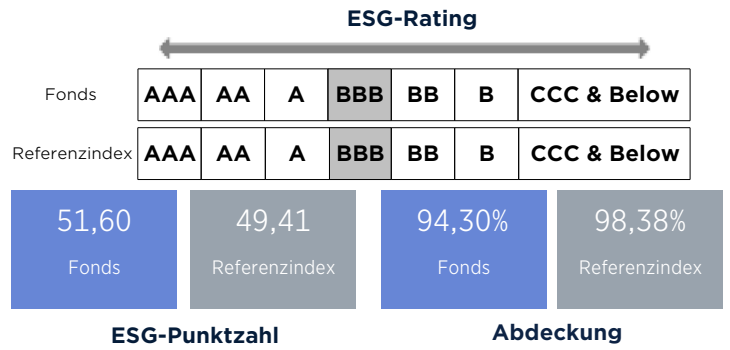 ESG-Rating
Fonds AAA AA A BBB BB B CCC & Below
Referenzindex AAA AA A BBB BB B CCC & Below
51,60 49,41 94,30% 98,38%
Fonds Referenzindex Fonds Referenzindex
ESG-Punktzahl Abdeckung